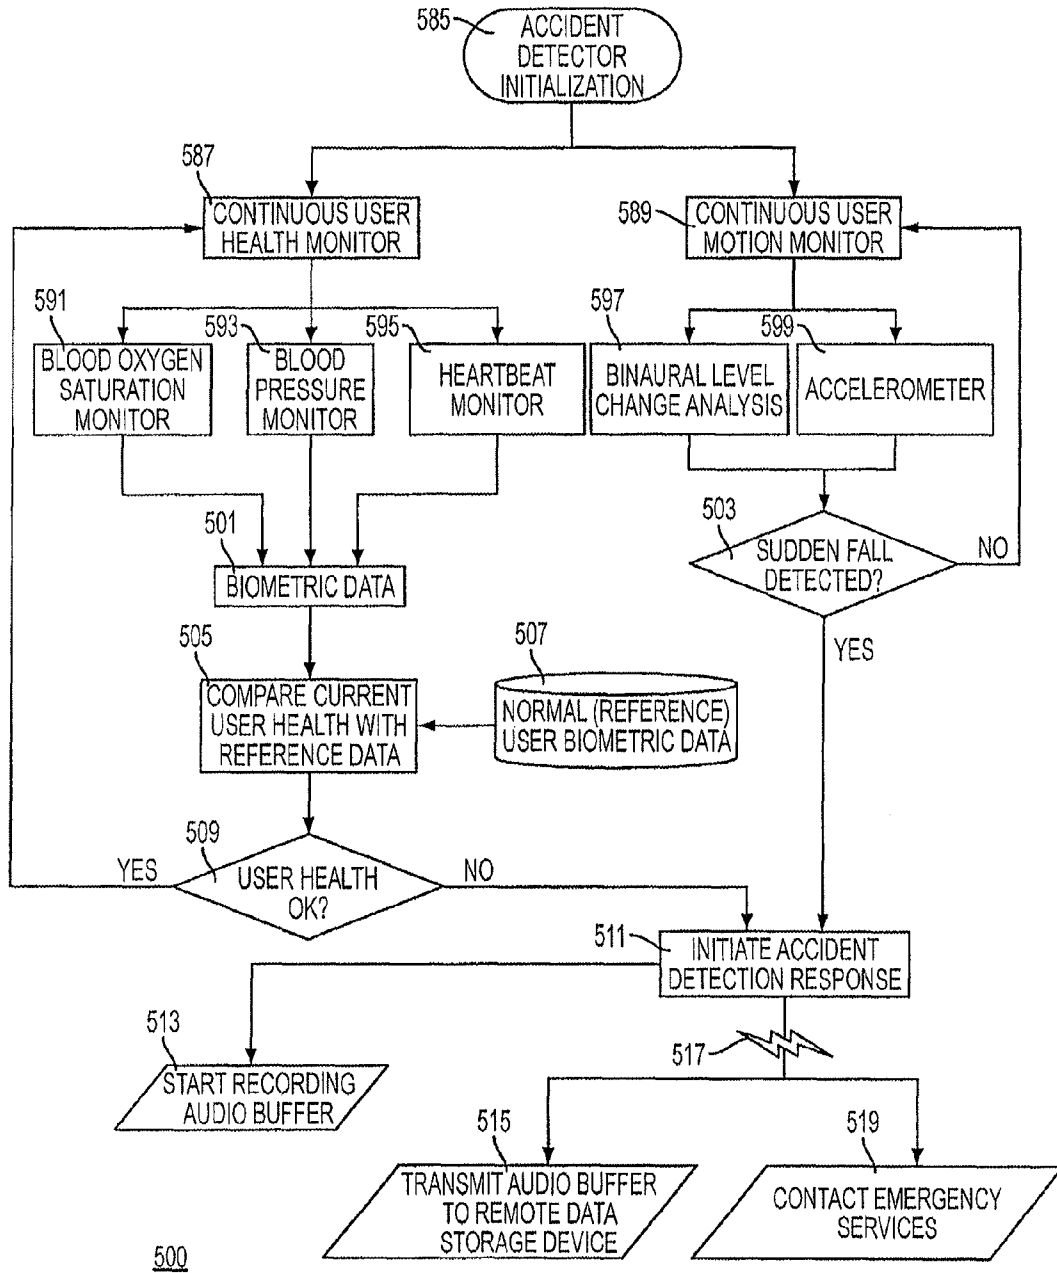 585
ACCIDENT
DETECTOR
INITIALIZATION
587
CONTINUOUS USER
HEALTH MONITOR
589
CONTINUOUS USER
MOTION MONITOR
591
BLOOD OXYGEN
SATURATION
MONITOR
593
BLOOD
PRESSURE
MONITOR
595
HEARTBEAT
MONITOR
597
BINAURAL LEVEL
CHANGE ANALYSIS
599
ACCELEROMETER
501
BIOMETRIC DATA
503
SUDDEN FALL
DETECTED?
NO
YES
505
COMPARE CURRENT
USER HEALTH WITH
REFERENCE DATA
507
NORMAL (REFERENCE)
USER BIOMETRIC DATA
509
USER HEALTH
OK?
YES
NO
511
INITIATE ACCIDENT
DETECTION RESPONSE
513
START RECORDING
AUDIO BUFFER
517
515
TRANSMIT AUDIO BUFFER
TO REMOTE DATA
STORAGE DEVICE
519
CONTACT EMERGENCY
SERVICES
500